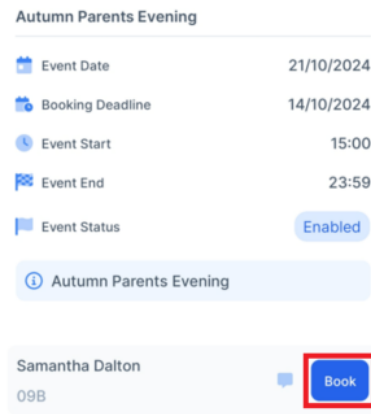 Autumn Parents Evening
Event Date 21/10/2024
Booking Deadline 14/10/2024
Event Start 15:00
Event End 23:59
Event Status Enabled
Autumn Parents Evening
Samantha Dalton
09B
Book